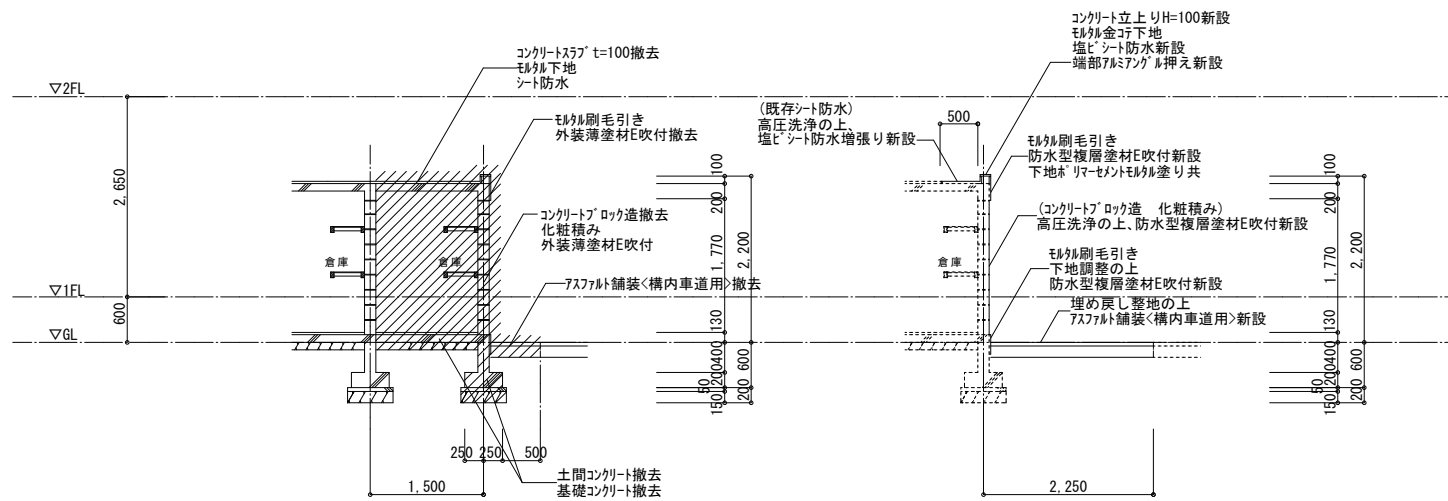 コンクリートスラブ t=100撤去
モルタル下地
シート防水
▽2FL
モルタル刷毛引き
外装薄塗材E吹付撤去
コンクリートブロック造撤去
化粧積み
外装薄塗材E吹付
倉庫
倉庫
アスファルト舗装<構内車道用>撤去
▽1FL
▽GL
2,650
600
100
200
1,770
130
400
200
50
150
2,200
600
200
250
250
500
1,500
土間コンクリート撤去
基礎コンクリート撤去
コンクリート立上りH=100新設
モルタル金コテ下地
塩ビシート防水新設
端部アルミアングル押え新設
(既存シート防水)
高圧洗浄の上、
塩ビシート防水増張り新設
500
モルタル刷毛引き
防水型複層塗材E吹付新設
下地ポリマーセメントモルタル塗り共
(コンクリートブロック造 化粧積み)
高圧洗浄の上、防水型複層塗材E吹付新設
倉庫
モルタル刷毛引き
下地調整の上
防水型複層塗材E吹付新設
埋め戻し整地の上
アスファルト舗装<構内車道用>新設
100
200
1,770
130
400
200
50
150
2,200
600
200
2,250